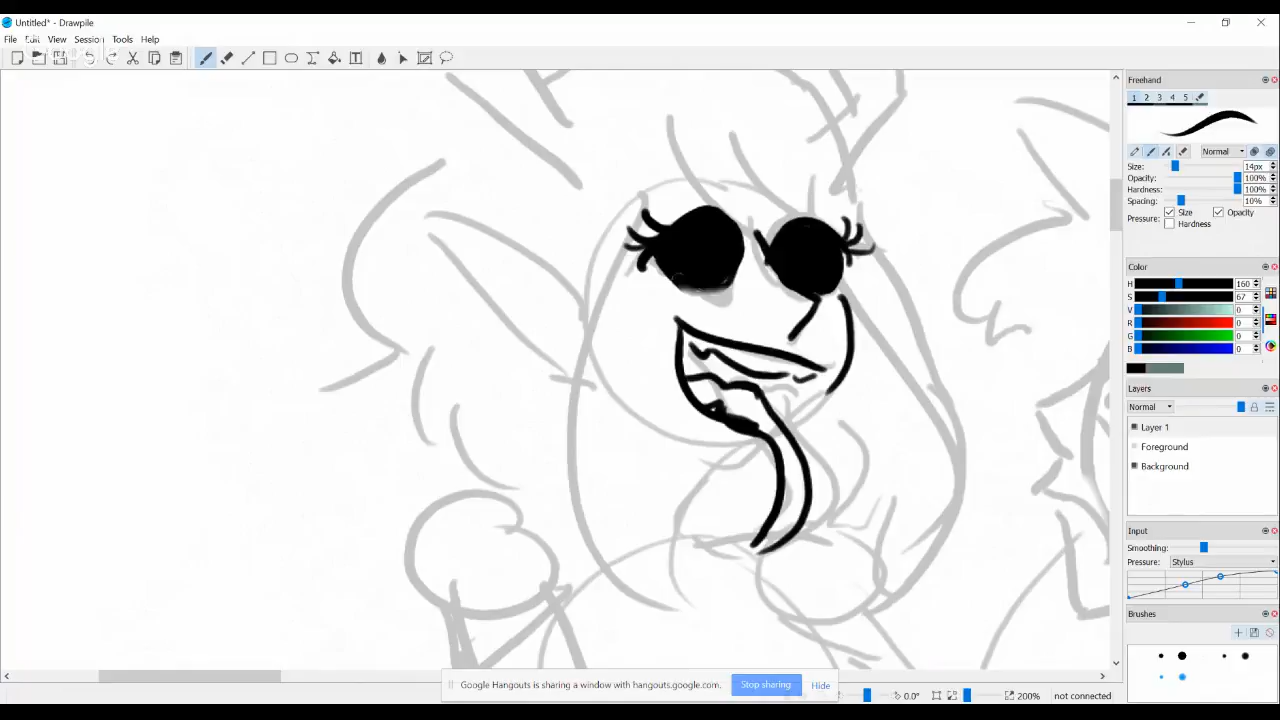 Untitled* - Drawpile
File Edit View Session Tools Help
Freehand
1 2 3 4 5
Normal
Size: 14px
Opacity: 100%
Hardness: 100%
Spacing: 10%
Pressure: Size Opacity
Hardness
Color
H 160
S 67
V 0
R 0
G 0
B 0
Layers
Normal
Layer 1
Foreground
Background
Input
Smoothing:
Pressure: Stylus
Brushes
Google Hangouts is sharing a window with hangouts.google.com. Stop sharing Hide
0.0° 200% not connected